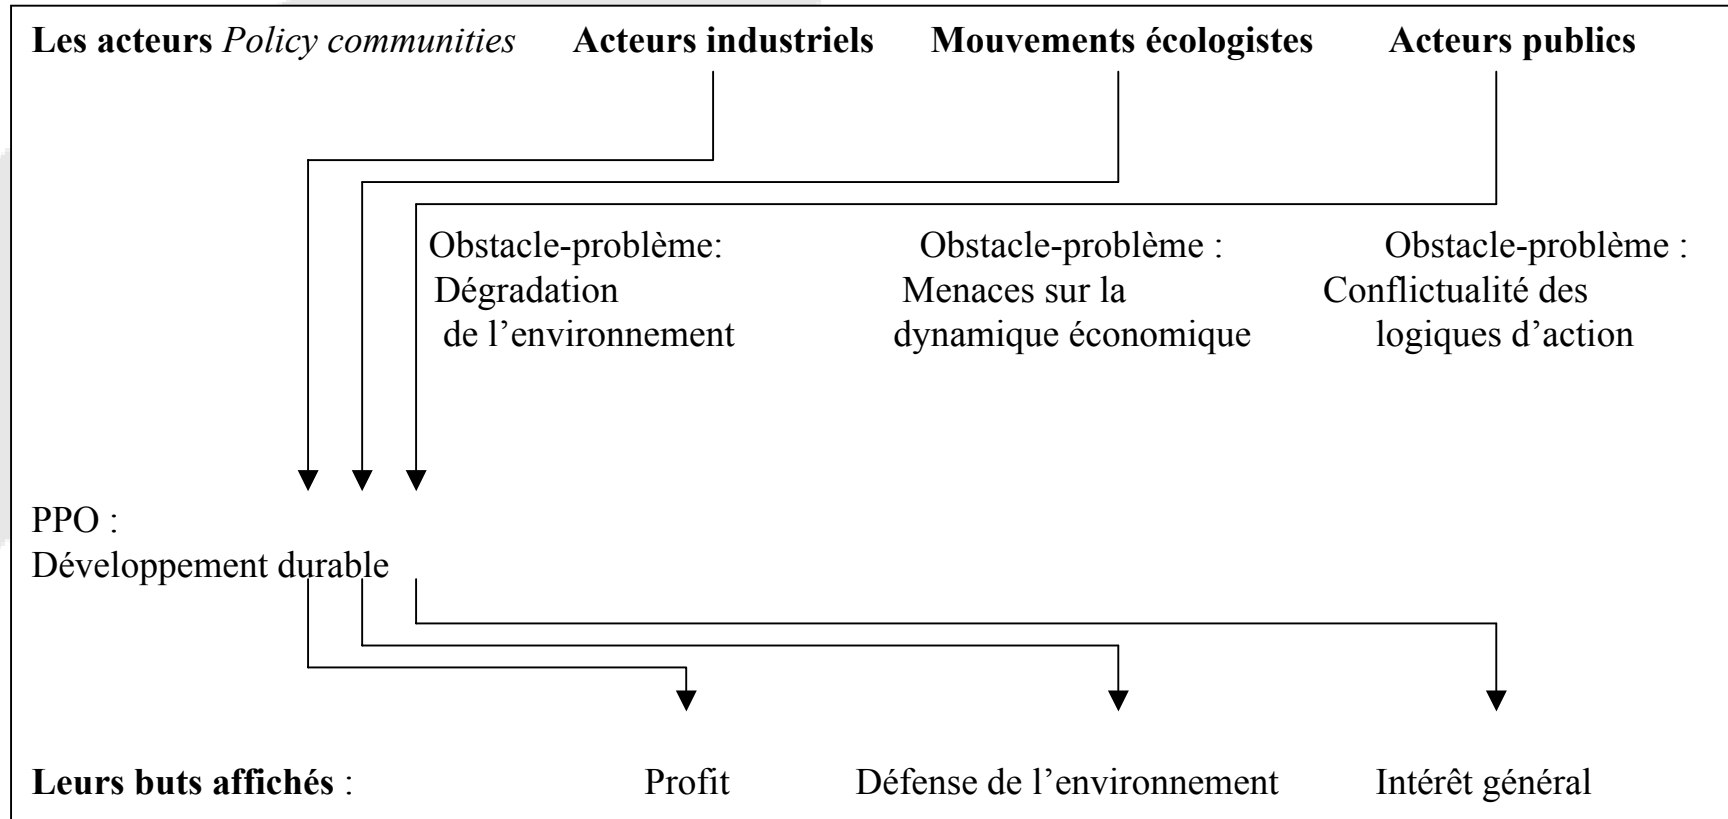 Les acteurs Policy communities Acteurs industriels Mouvements écologistes Acteurs publics
Obstacle-problème: Obstacle-problème : Obstacle-problème :
Dégradation Menaces sur la Conflictualité des
de l’environnement dynamique économique logiques d’action
PPO :
Développement durable
Leurs buts affichés : Profit Défense de l’environnement Intérêt général